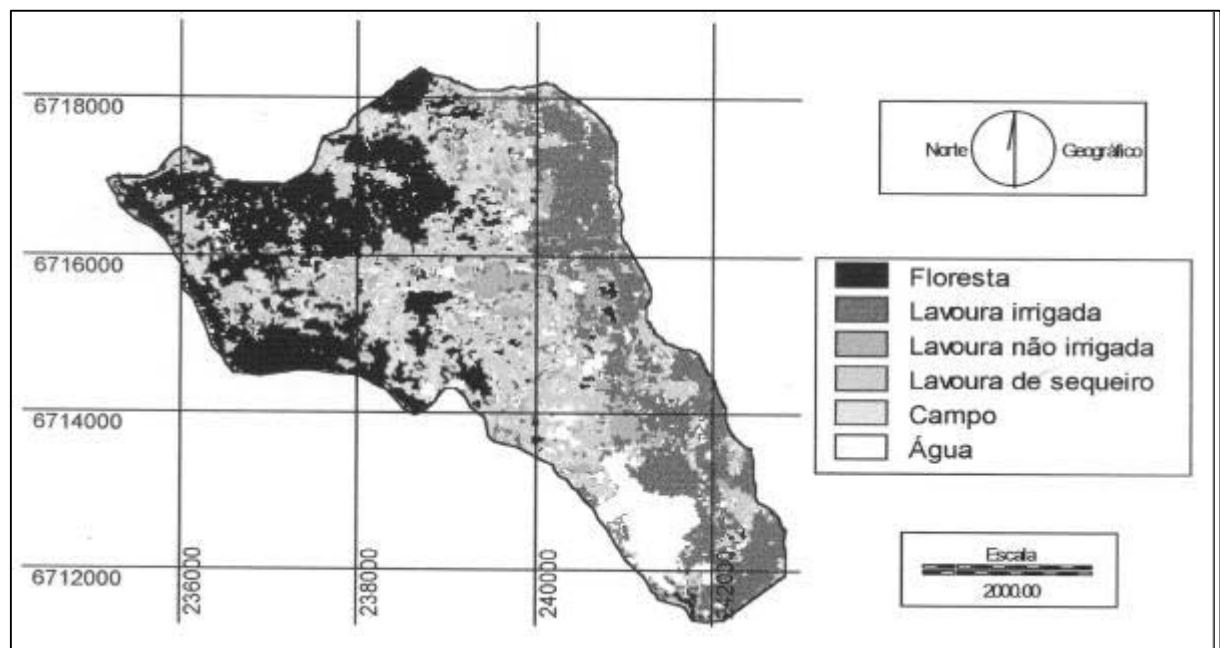 6718000
6716000
6714000
6712000
236000
238000
240000
242000
Norte Geográfico
Floresta
Lavoura irrigada
Lavoura não irrigada
Lavoura de sequeiro
Campo
Água
Escala
2000.00